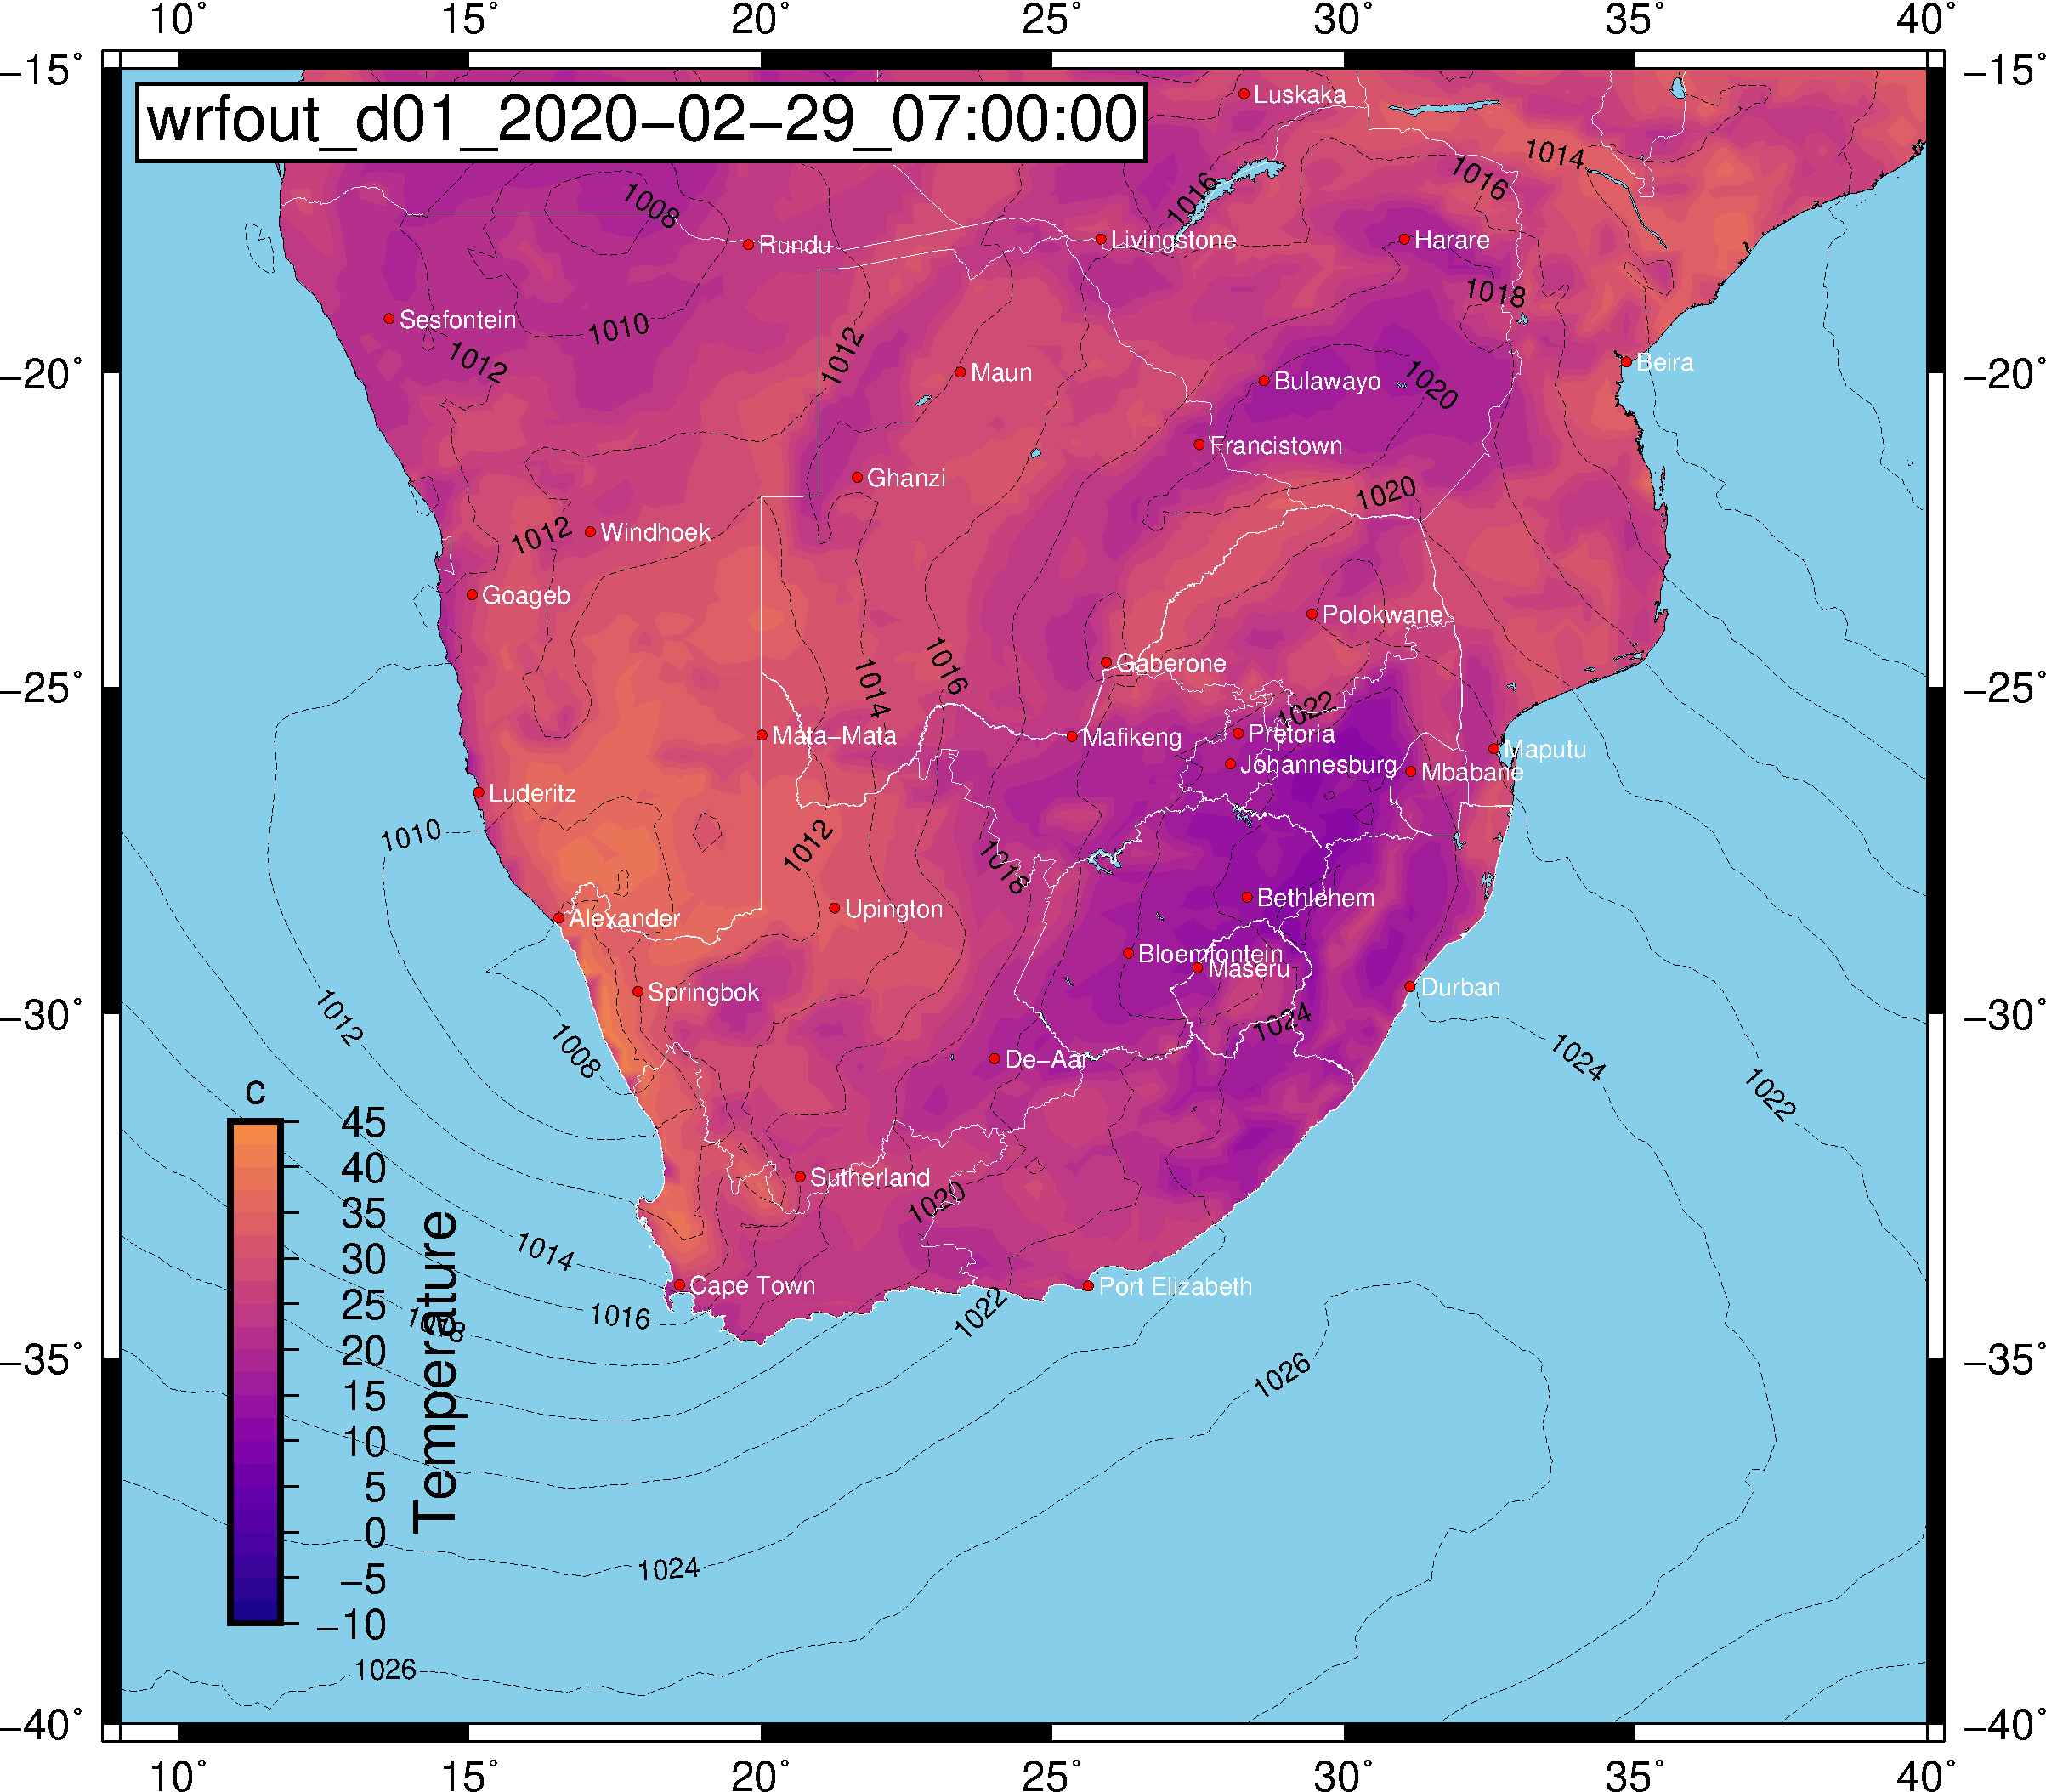 10° 15° 20° 25° 30° 35° 40°
−15° −15°
wrfout_d01_2020−02−29_07:00:00
Luskaka
1014
1016
1016
1008
Rundu
Livingstone
Harare
1018
Sesfontein
1010
1012
1012
Beira
−20° −20°
Maun
Bulawayo
1020
Francistown
Ghanzi
1020
1012
Windhoek
Goageb
Polokwane
1016
Gaberone
1014
−25° −25°
1022
Mata−Mata
Mafikeng
Pretoria
Maputu
Johannesburg
Mbabane
Luderitz
1010
1012
1018
Bethlehem
Alexander
Upington
Bloemfontein
Maseru
Springbok
Durban
1012
−30° −30°
1024
1008
De−Aar
1024
1022
c
45
40
35
30
25
20
15
10
5
0
−5
−10
Temperature
Sutherland
1020
1014
Cape Town
Port Elizabeth
1016
1018
1022
−35° −35°
1026
1024
1026
−40° −40°
10° 15° 20° 25° 30° 35° 40°